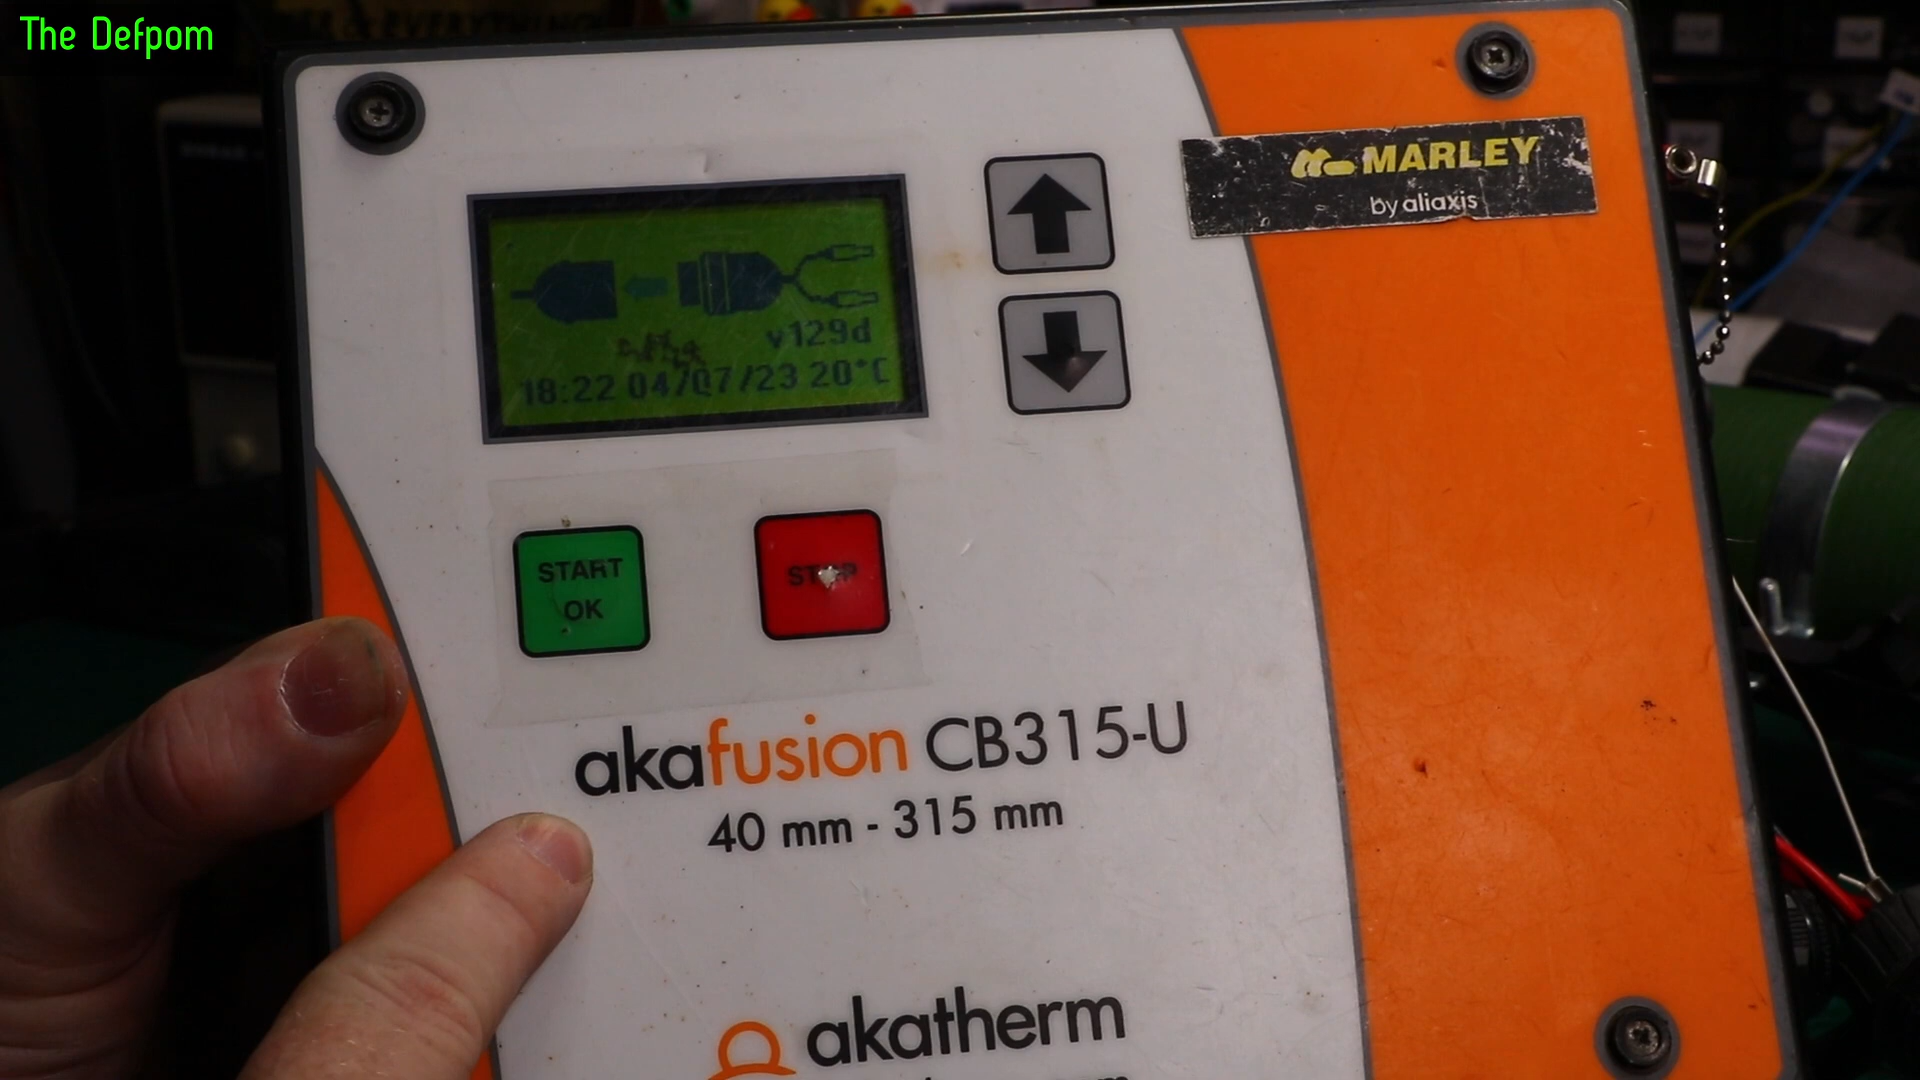 The Defpom
MARLEY
by aliaxis
v129d
18:22 04/07/23 20°C
START
OK
STOP
akafusion CB315-U
40 mm - 315 mm
akatherm